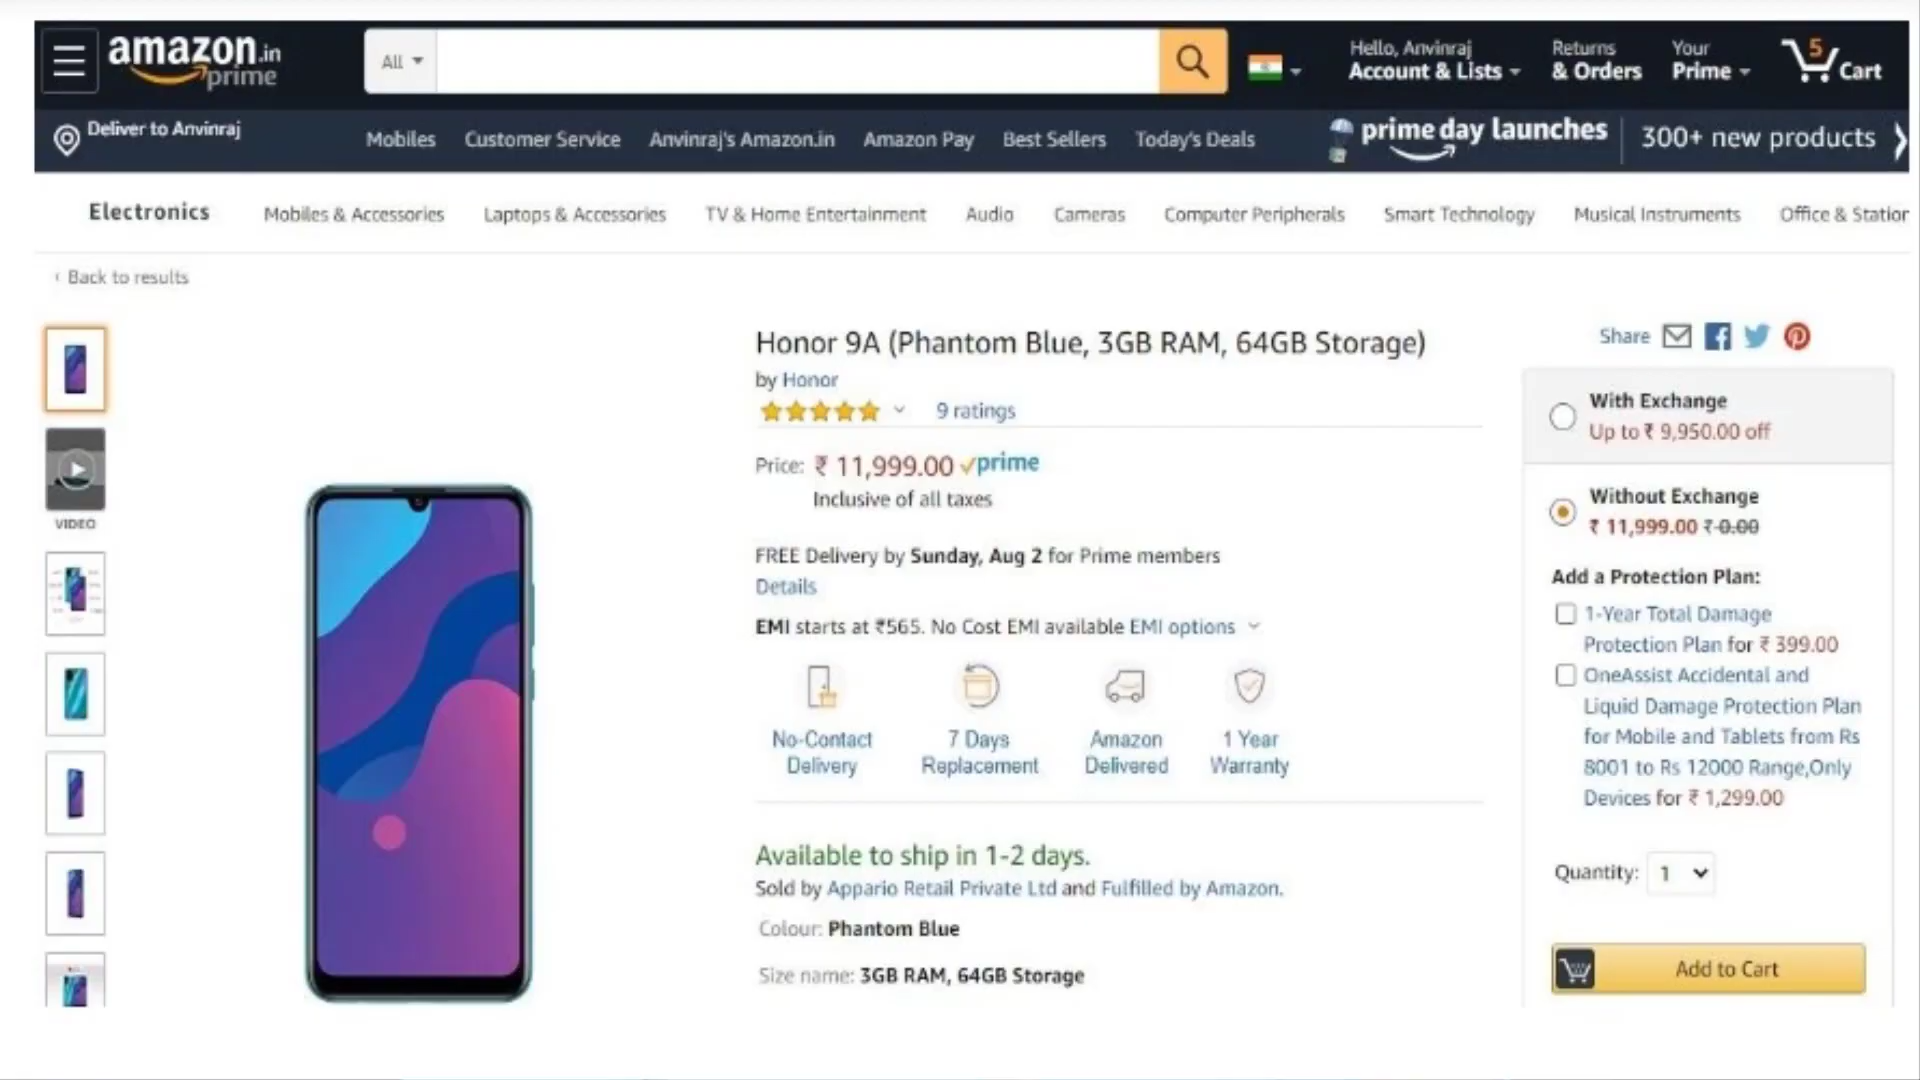 amazon.in
prime
All
Hello, Anvinraj
Account & Lists
Returns
& Orders
Your
Prime
5
Cart
Deliver to Anvinraj
Mobiles
Customer Service
Anvinraj's Amazon.in
Amazon Pay
Best Sellers
Today's Deals
prime day launches
300+ new products
Electronics
Mobiles & Accessories
Laptops & Accessories
TV & Home Entertainment
Audio
Cameras
Computer Peripherals
Smart Technology
Musical Instruments
Office & Station
‹ Back to results
VIDEO
Honor 9A (Phantom Blue, 3GB RAM, 64GB Storage)
by Honor
9 ratings
Price: ₹ 11,999.00 prime
Inclusive of all taxes
FREE Delivery by Sunday, Aug 2 for Prime members
Details
EMI starts at ₹565. No Cost EMI available EMI options
No-Contact
Delivery
7 Days
Replacement
Amazon
Delivered
1 Year
Warranty
Available to ship in 1-2 days.
Sold by Appario Retail Private Ltd and Fulfilled by Amazon.
Colour: Phantom Blue
Size name: 3GB RAM, 64GB Storage
Share
With Exchange
Up to ₹ 9,950.00 off
Without Exchange
₹ 11,999.00 ₹ 0.00
Add a Protection Plan:
1-Year Total Damage
Protection Plan for ₹ 399.00
OneAssist Accidental and
Liquid Damage Protection Plan
for Mobile and Tablets from Rs
8001 to Rs 12000 Range,Only
Devices for ₹ 1,299.00
Quantity: 1
Add to Cart